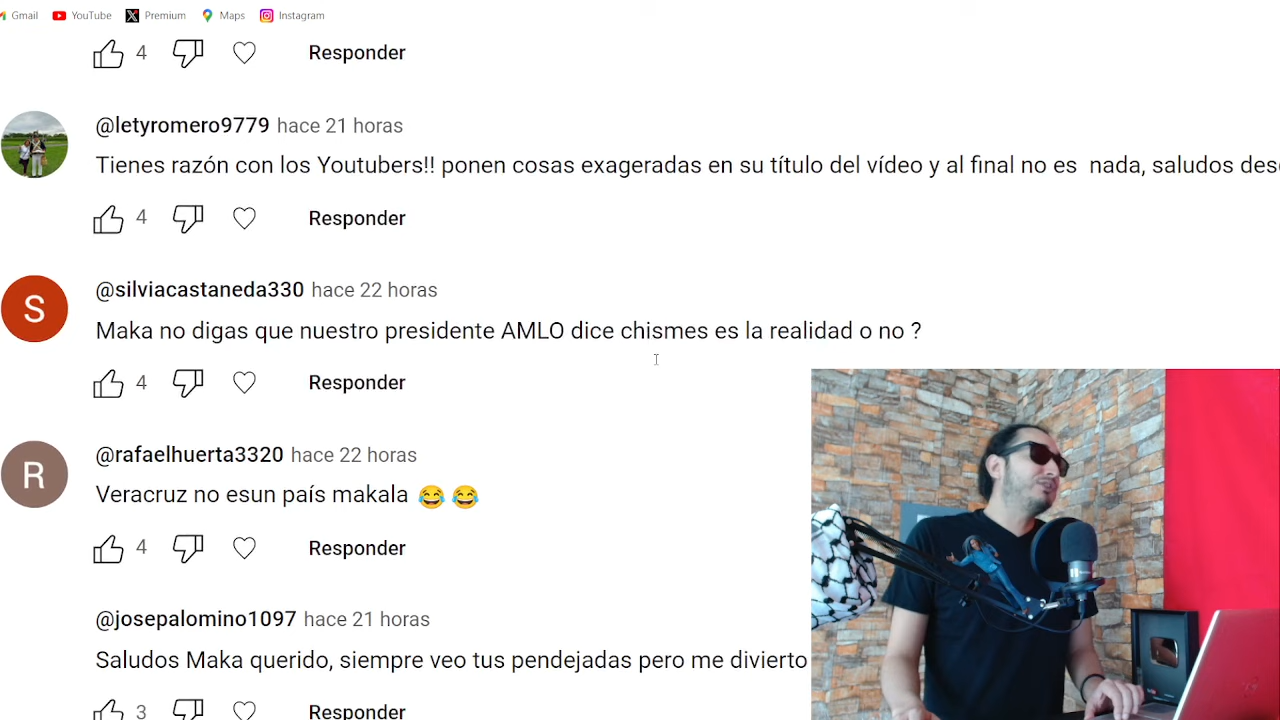 Gmail YouTube Premium Maps Instagram
4 Responder
@letyromero9779 hace 21 horas
Tienes razón con los Youtubers!! ponen cosas exageradas en su título del vídeo y al final no es nada, saludos des
4 Responder
@silviacastaneda330 hace 22 horas
S
Maka no digas que nuestro presidente AMLO dice chismes es la realidad o no ?
4 Responder
@rafaelhuerta3320 hace 22 horas
R
Veracruz no esun país makala 😂 😂
4 Responder
@josepalomino1097 hace 21 horas
Saludos Maka querido, siempre veo tus pendejadas pero me divierto
3 Responder